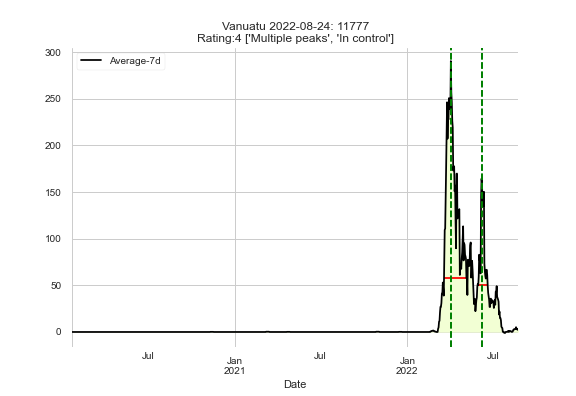 Vanuatu 2022-08-24: 11777
Rating:4 ['Multiple peaks', 'In control']
Average-7d
300
250
200
150
100
50
0
Jul
Jan
2021
Jul
Jan
2022
Jul
Date